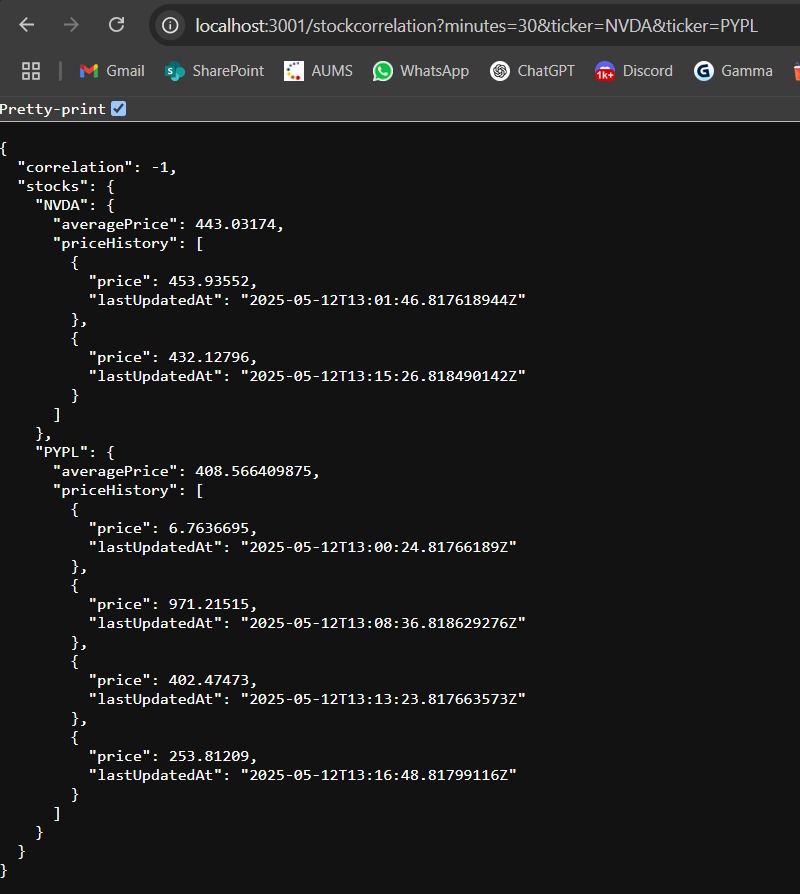 localhost:3001/stockcorrelation?minutes=30&ticker=NVDA&ticker=PYPL
Gmail SharePoint AUMS WhatsApp 1k+ Discord ChatGPT G Gamma
Pretty-print
{
  "correlation": -1,
  "stocks": {
    "NVDA": {
      "averagePrice": 443.03174,
      "priceHistory": [
        {
          "price": 453.93552,
          "lastUpdatedAt": "2025-05-12T13:01:46.817618944Z"
        },
        {
          "price": 432.12796,
          "lastUpdatedAt": "2025-05-12T13:15:26.818490142Z"
        }
      ]
    },
    "PYPL": {
      "averagePrice": 408.566409875,
      "priceHistory": [
        {
          "price": 6.7636695,
          "lastUpdatedAt": "2025-05-12T13:00:24.81766189Z"
        },
        {
          "price": 971.21515,
          "lastUpdatedAt": "2025-05-12T13:08:36.818629276Z"
        },
        {
          "price": 402.47473,
          "lastUpdatedAt": "2025-05-12T13:13:23.817663573Z"
        },
        {
          "price": 253.81209,
          "lastUpdatedAt": "2025-05-12T13:16:48.81799116Z"
        }
      ]
    }
  }
}